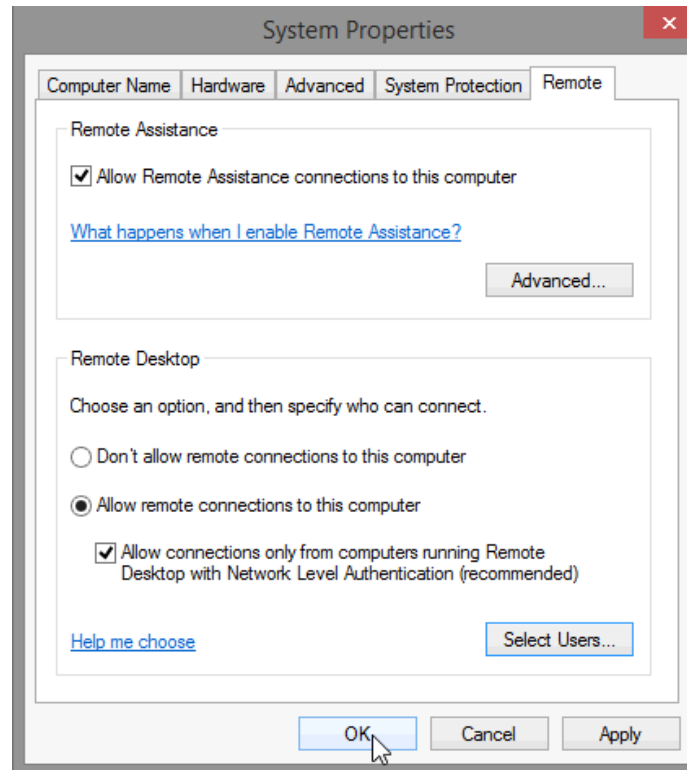 System Properties
Computer Name
Hardware
Advanced
System Protection
Remote
Remote Assistance
Allow Remote Assistance connections to this computer
What happens when I enable Remote Assistance?
Advanced...
Remote Desktop
Choose an option, and then specify who can connect.
Don't allow remote connections to this computer
Allow remote connections to this computer
Allow connections only from computers running Remote
Desktop with Network Level Authentication (recommended)
Help me choose
Select Users...
OK
Cancel
Apply